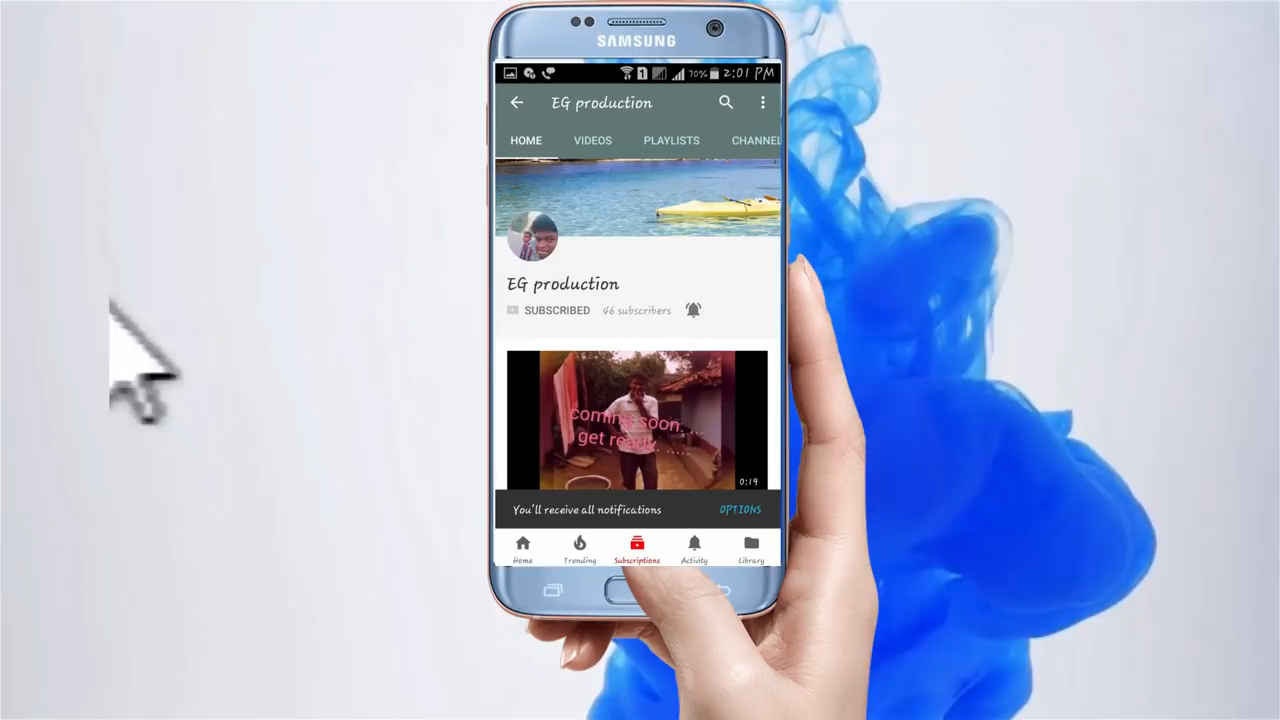 SAMSUNG
1 70% 2:01 PM
EG production
HOME VIDEOS PLAYLISTS CHANNEL
EG production
SUBSCRIBED 46 subscribers
coming soon. ...
get ready .....
0:19
You'll receive all notifications OPTIONS
Home Trending Subscriptions Activity Library